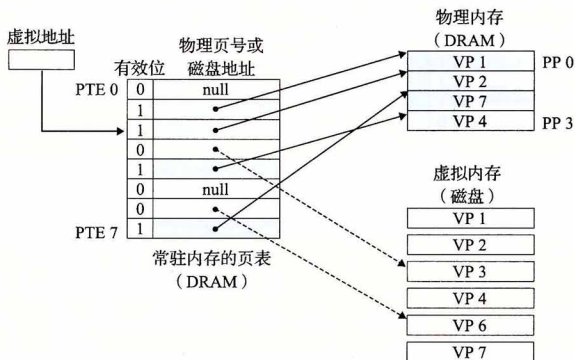 虚拟地址
有效位
物理页号或
磁盘地址
PTE 0
0
null
1
1
0
1
0
null
0
PTE 7
1
常驻内存的页表
（DRAM）
物理内存
（DRAM）
VP 1
PP 0
VP 2
VP 7
VP 4
PP 3
虚拟内存
（磁盘）
VP 1
VP 2
VP 3
VP 4
VP 6
VP 7